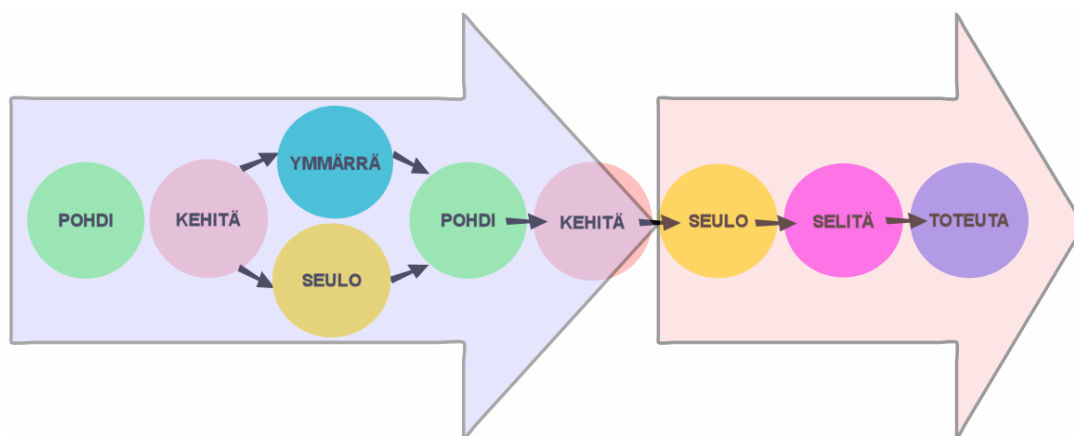 POHDI
KEHITÄ
YMMÄRRÄ
SEULO
POHDI
KEHITÄ
SEULO
SELITÄ
TOTEUTA